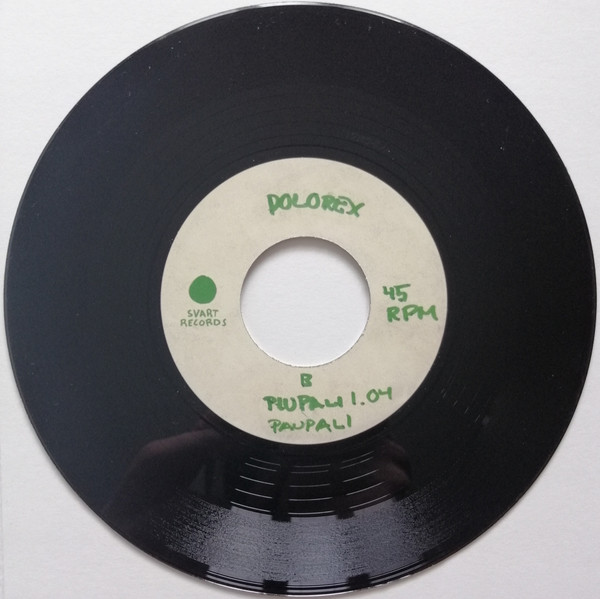 DOLOREX
SVART
RECORDS
45
RPM
B
PIUPALI 1.04
PAUPALI